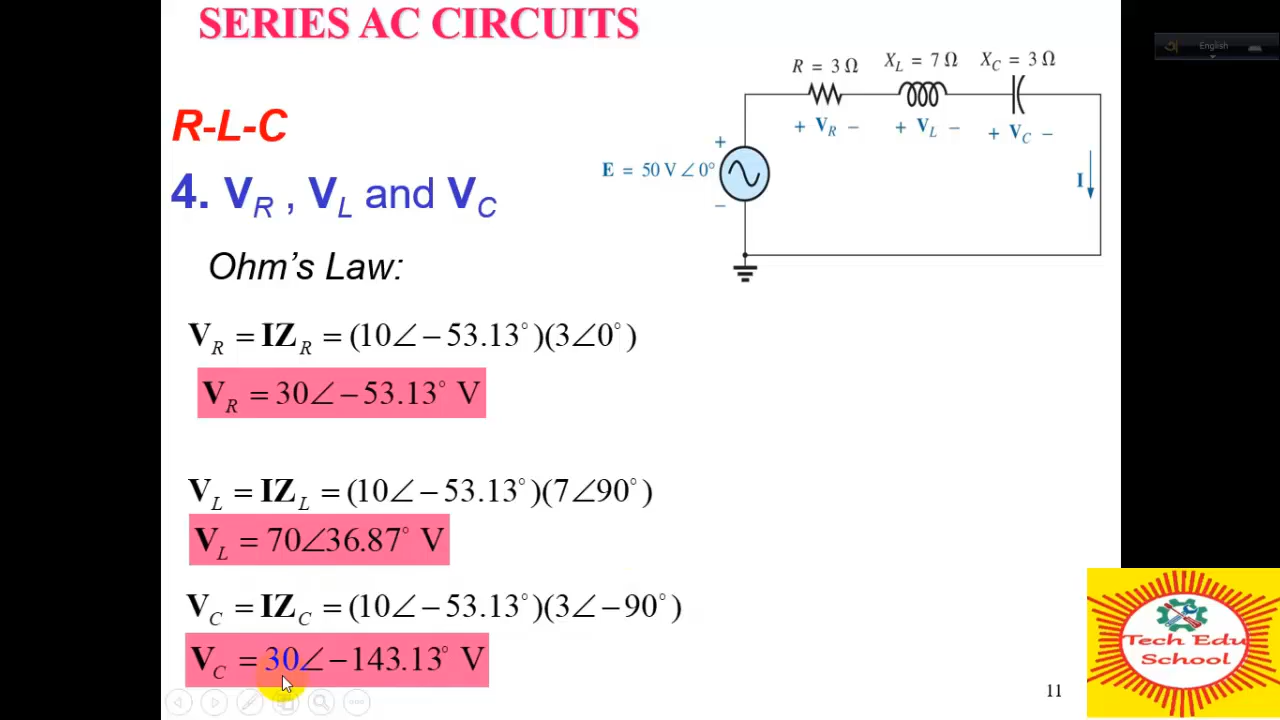 SERIES AC CIRCUITS
English
R = 3 Ω X_L = 7 Ω X_C = 3 Ω
+ V_R − + V_L − + V_C −
R-L-C
+
E = 50 V ∠ 0°
−
I
4. V_R , V_L and V_C
Ohm's Law:
V_R = IZ_R = (10∠−53.13°)(3∠0°)
V_R = 30∠−53.13° V
V_L = IZ_L = (10∠−53.13°)(7∠90°)
V_L = 70∠36.87° V
V_C = IZ_C = (10∠−53.13°)(3∠−90°)
V_C = 30∠−143.13° V
Tech Edu
School
11